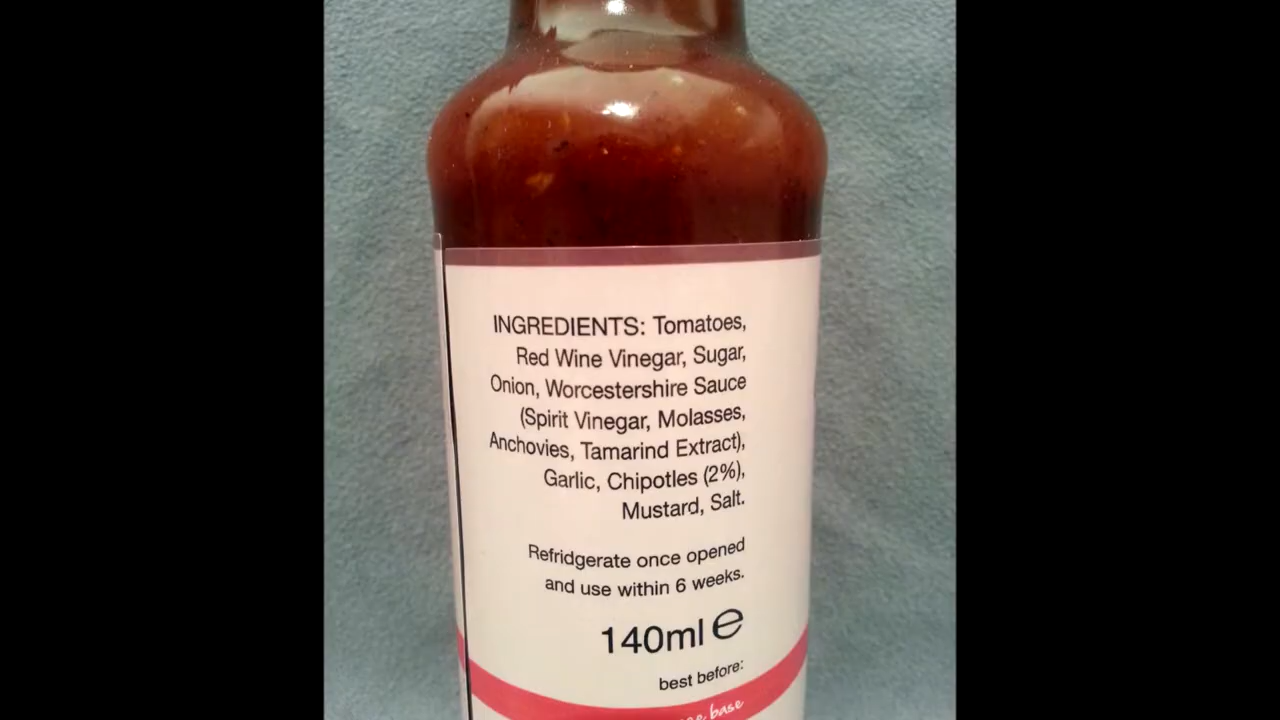 INGREDIENTS: Tomatoes,
Red Wine Vinegar, Sugar,
Onion, Worcestershire Sauce
(Spirit Vinegar, Molasses,
Anchovies, Tamarind Extract),
Garlic, Chipotles (2%),
Mustard, Salt.
Refridgerate once opened
and use within 6 weeks.
140ml e
best before:
base